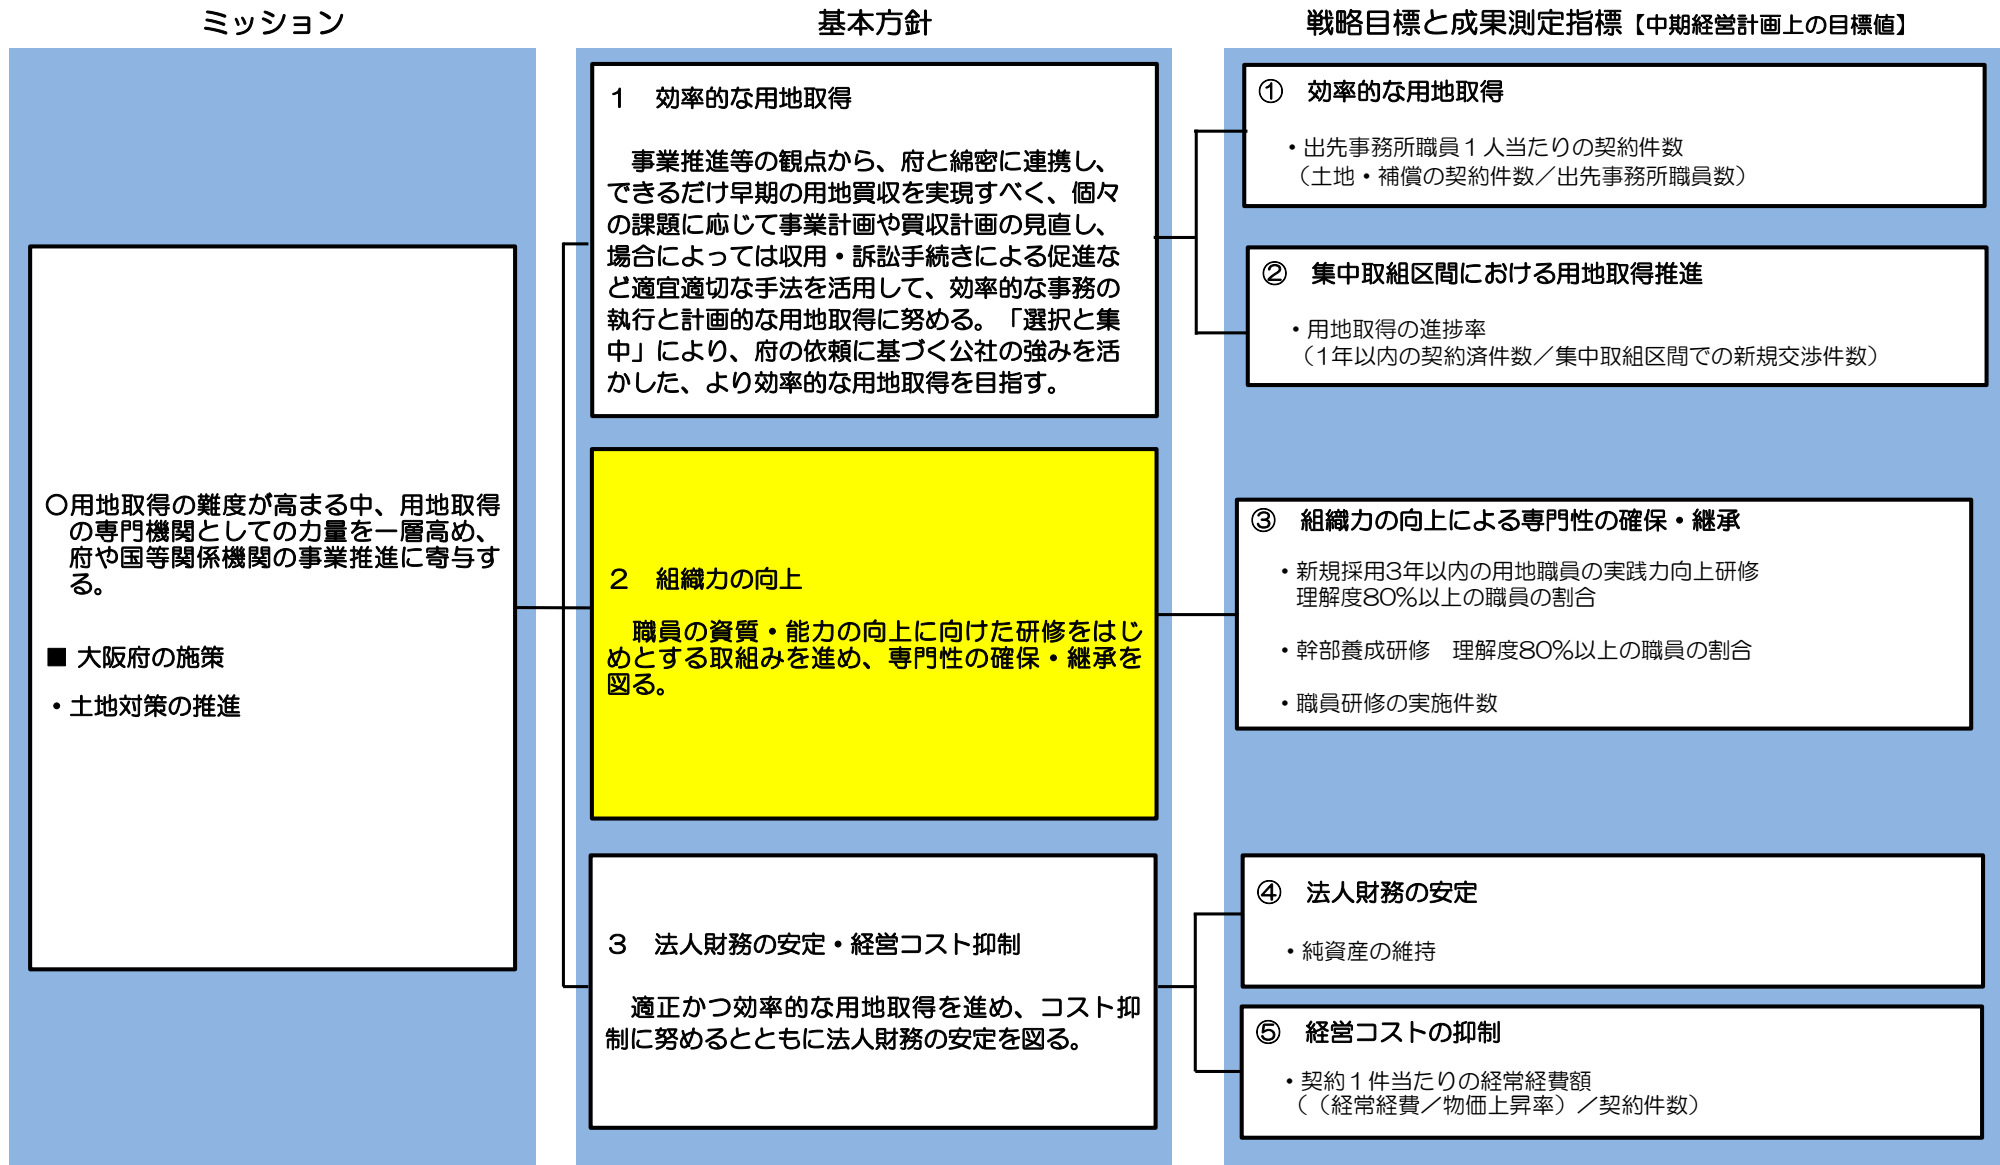 ミッション
基本方針
戦略目標と成果測定指標【中期経営計画上の目標値】
○用地取得の難度が高まる中、用地取得
の専門機関としての力量を一層高め、
府や国等関係機関の事業推進に寄与す
る。
■ 大阪府の施策
・土地対策の推進
1　効率的な用地取得
事業推進等の観点から、府と綿密に連携し、
できるだけ早期の用地買収を実現すべく、個々
の課題に応じて事業計画や買収計画の見直し、
場合によっては収用・訴訟手続きによる促進な
ど適宜適切な手法を活用して、効率的な事務の
執行と計画的な用地取得に努める。「選択と集
中」により、府の依頼に基づく公社の強みを活
かした、より効率的な用地取得を目指す。
2　組織力の向上
職員の資質・能力の向上に向けた研修をはじ
めとする取組みを進め、専門性の確保・継承を
図る。
3　法人財務の安定・経営コスト抑制
適正かつ効率的な用地取得を進め、コスト抑
制に努めるとともに法人財務の安定を図る。
①　効率的な用地取得
・出先事務所職員１人当たりの契約件数
（土地・補償の契約件数／出先事務所職員数）
②　集中取組区間における用地取得推進
・用地取得の進捗率
（1年以内の契約済件数／集中取組区間での新規交渉件数）
③　組織力の向上による専門性の確保・継承
・新規採用3年以内の用地職員の実践力向上研修
理解度80%以上の職員の割合
・幹部養成研修　理解度80%以上の職員の割合
・職員研修の実施件数
④　法人財務の安定
・純資産の維持
⑤　経営コストの抑制
・契約１件当たりの経常経費額
（（経常経費／物価上昇率）／契約件数）